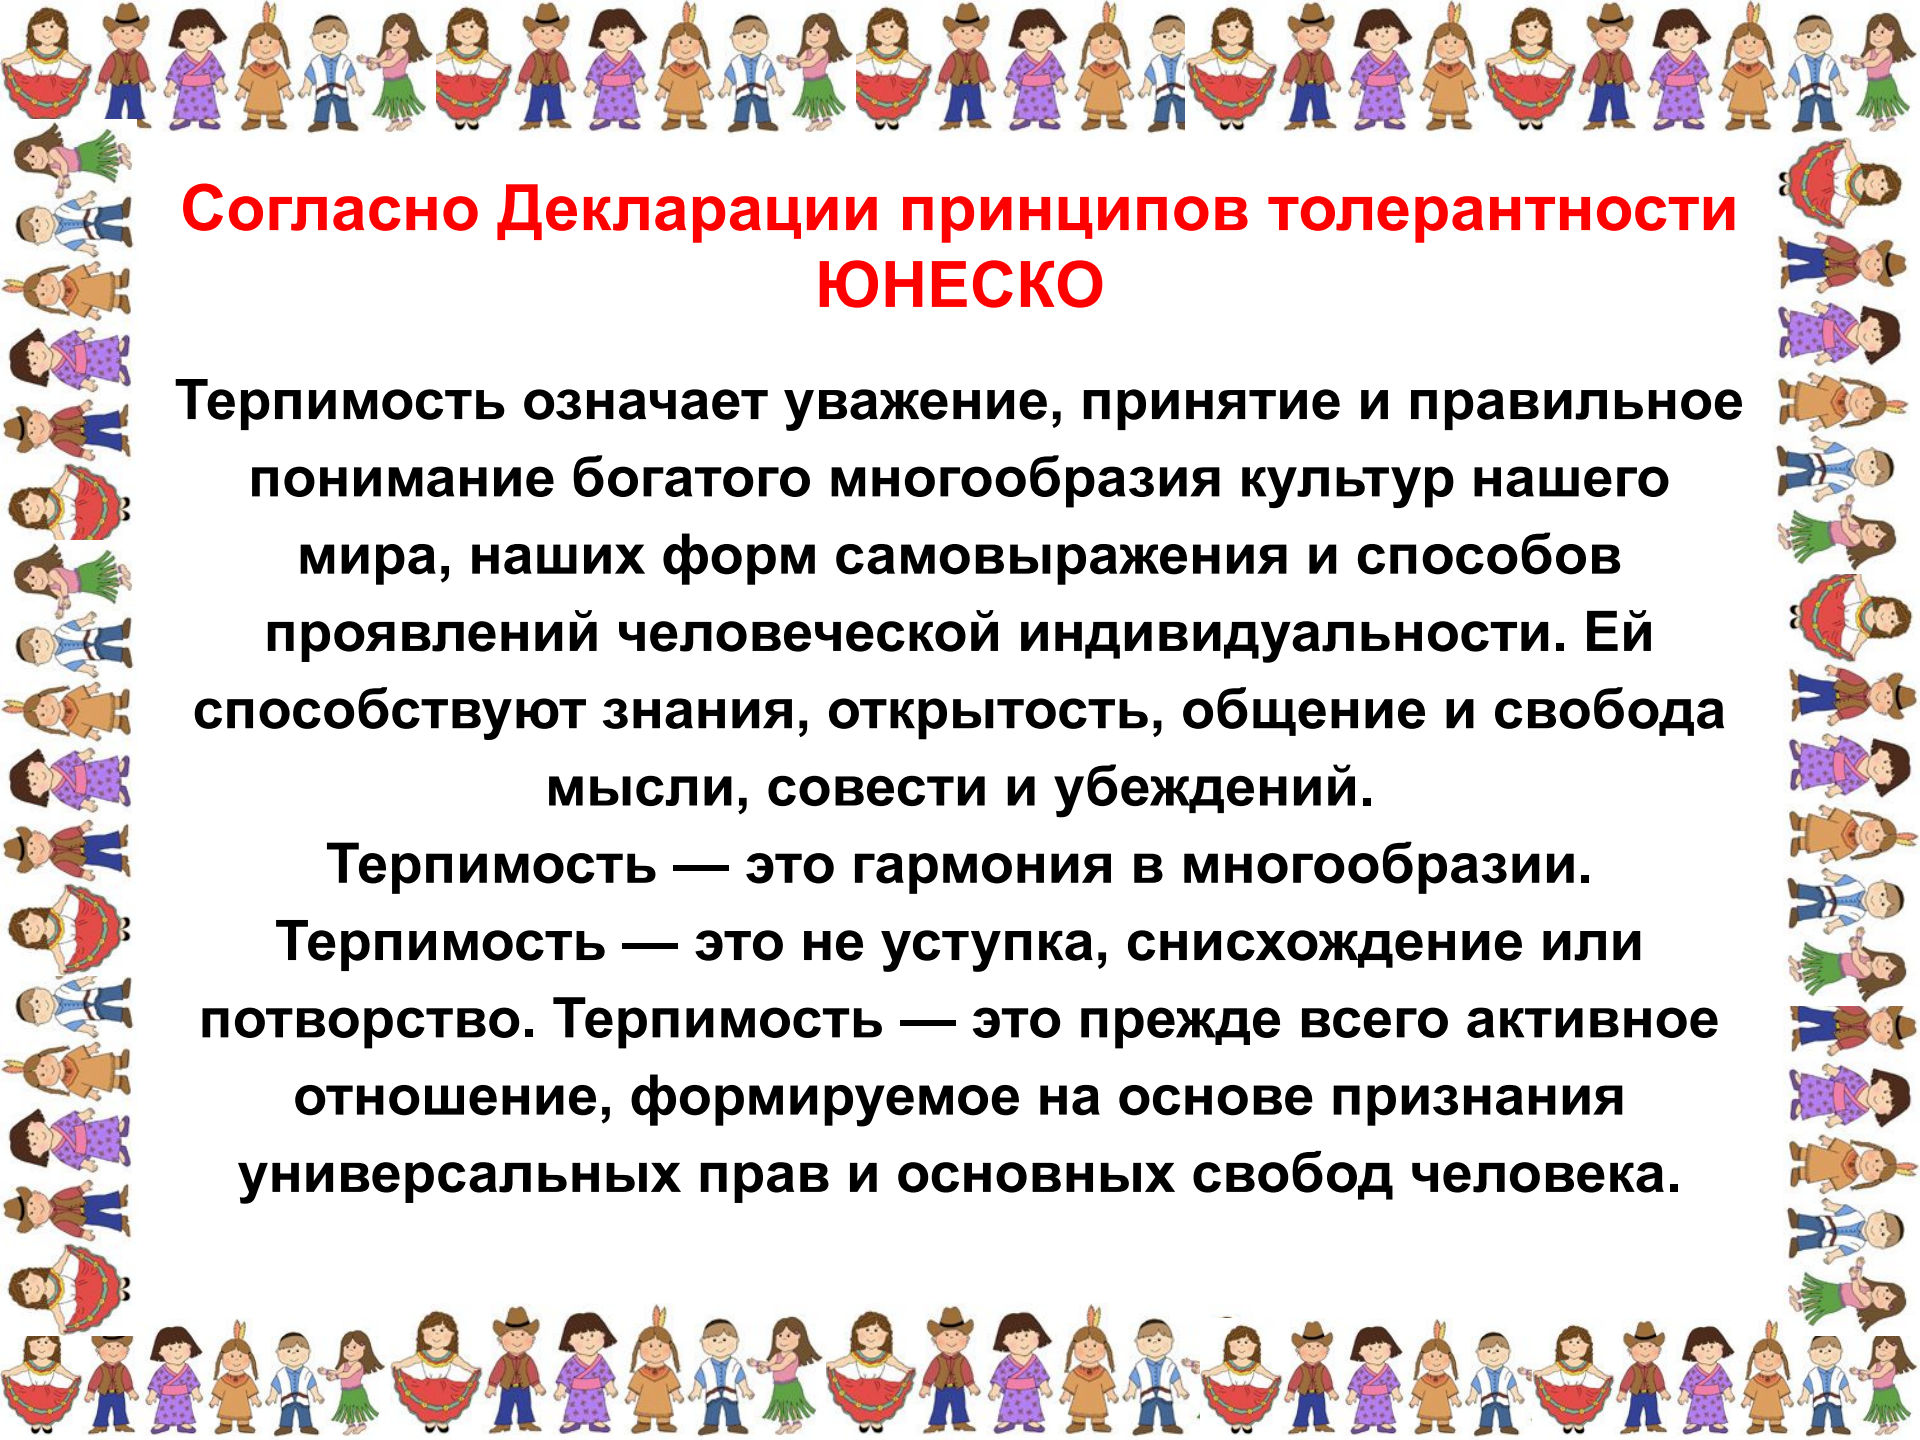 Согласно Декларации принципов толерантности
ЮНЕСКО
Терпимость означает уважение, принятие и правильное
понимание богатого многообразия культур нашего
мира, наших форм самовыражения и способов
проявлений человеческой индивидуальности. Ей
способствуют знания, открытость, общение и свобода
мысли, совести и убеждений.
Терпимость — это гармония в многообразии.
Терпимость — это не уступка, снисхождение или
потворство. Терпимость — это прежде всего активное
отношение, формируемое на основе признания
универсальных прав и основных свобод человека.